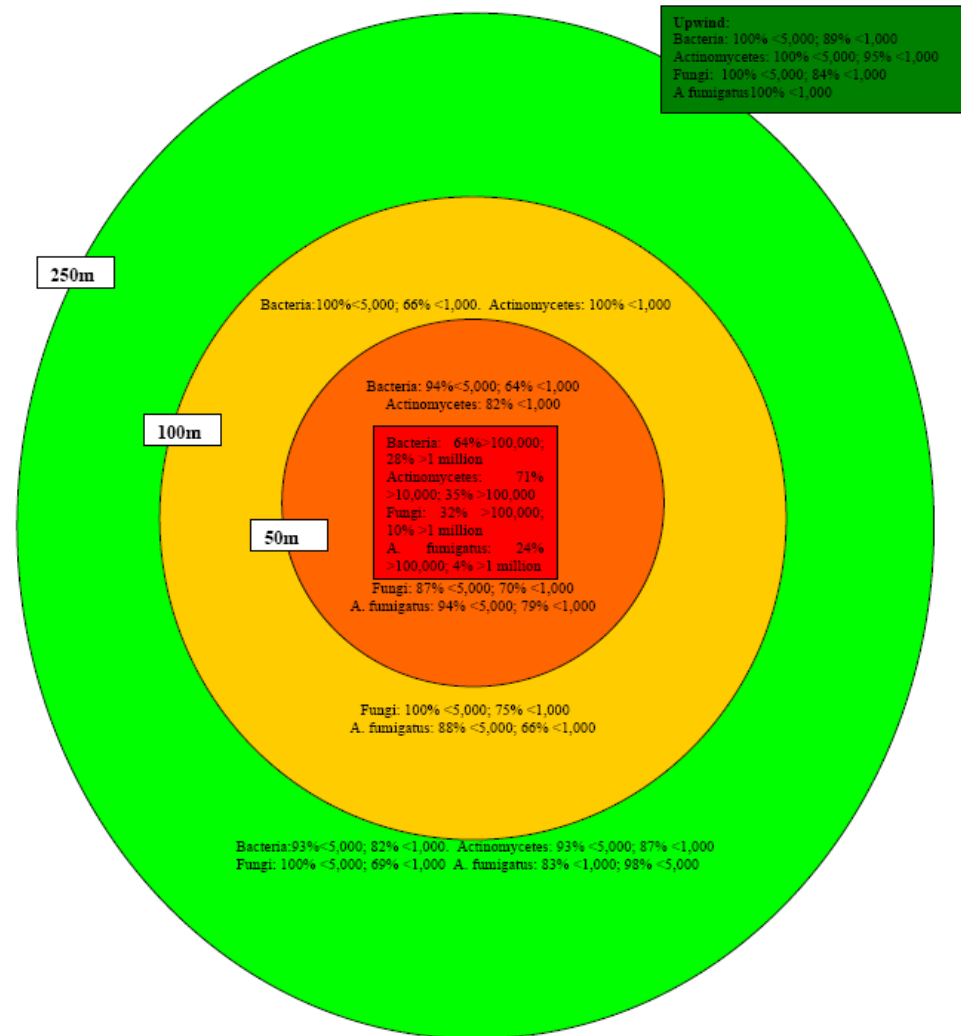 Upwind:
Bacteria: 100% <5,000; 89% <1,000
Actinomycetes: 100% <5,000; 95% <1,000
Fungi: 100% <5,000; 84% <1,000
A fumigatus100% <1,000
250m
Bacteria:100%<5,000; 66% <1,000. Actinomycetes: 100% <1,000
Bacteria: 94%<5,000; 64% <1,000
Actinomycetes: 82% <1,000
100m
Bacteria: 64%>100,000;
28% >1 million
Actinomycetes: 71%
>10,000; 35% >100,000
Fungi: 32% >100,000;
10% >1 million
A. fumigatus: 24%
>100,000; 4% >1 million
50m
Fungi: 87% <5,000; 70% <1,000
A. fumigatus: 94% <5,000; 79% <1,000
Fungi: 100% <5,000; 75% <1,000
A. fumigatus: 88% <5,000; 66% <1,000
Bacteria:93%<5,000; 82% <1,000. Actinomycetes: 93% <5,000; 87% <1,000
Fungi: 100% <5,000; 69% <1,000 A. fumigatus: 83% <1,000; 98% <5,000